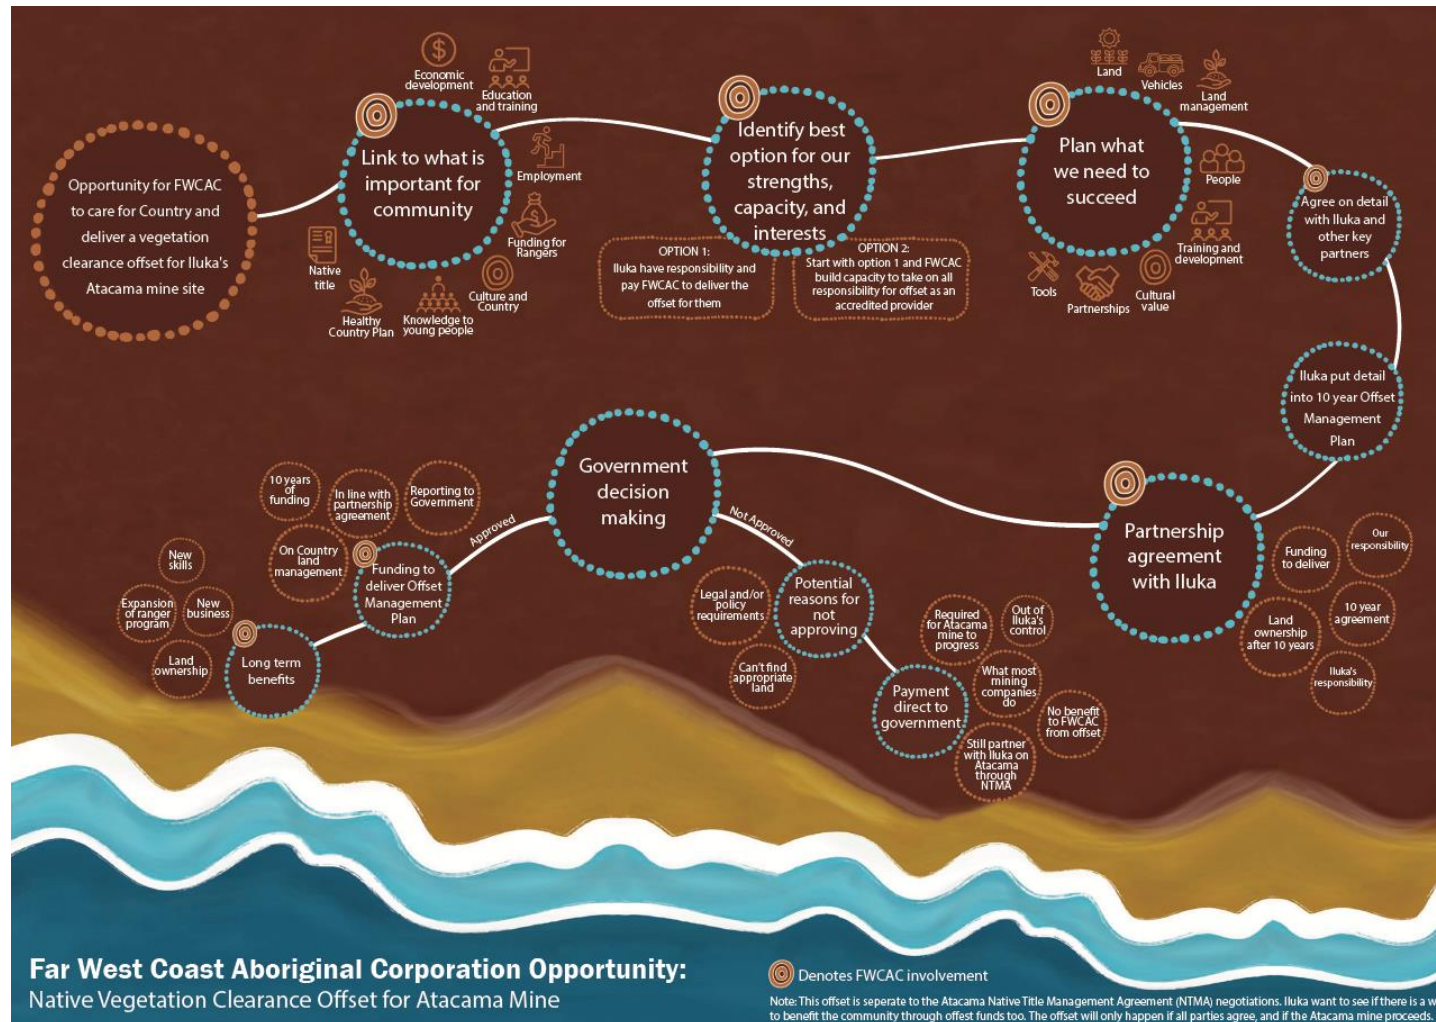 Opportunity for FWCAC
to care for Country and
deliver a vegetation
clearance offset for Iluka's
Atacama mine site
Link to what is
important for
community
Economic
development
Education
and training
Employment
Funding for
Rangers
Culture and
Country
Knowledge to
young people
Healthy
Country Plan
Native
title
Identify best
option for our
strengths,
capacity, and
interests
OPTION 1:
Iluka have responsibility and
pay FWCAC to deliver the
offset for them
OPTION 2:
Start with option 1 and FWCAC
build capacity to take on all
responsibility for offset as an
accredited provider
Plan what
we need to
succeed
Land
Vehicles
Land
management
People
Training and
development
Cultural
value
Partnerships
Tools
Agree on detail
with Iluka and
other key
partners
Iluka put detail
into 10 year Offset
Management
Plan
Partnership
agreement
with Iluka
Funding
to deliver
Our
responsibility
10 year
agreement
Land
ownership
after 10 years
Iluka's
responsibility
Government
decision
making
Approved
Not Approved
Funding to
deliver Offset
Management
Plan
10 years
of
funding
In line with
partnership
agreement
Reporting to
Government
On Country
land
management
Long term
benefits
New
skills
Expansion
of ranger
program
New
business
Land
ownership
Potential
reasons for
not
approving
Legal and/or
policy
requirements
Can't find
appropriate
land
Payment
direct to
government
Required
for Atacama
mine to
progress
Out of
Iluka's
control
What most
mining
companies
do
No benefit
to FWCAC
from offset
Still partner
with Iluka on
Atacama
through
NTMA
Far West Coast Aboriginal Corporation Opportunity:
Native Vegetation Clearance Offset for Atacama Mine
Denotes FWCAC involvement
Note: This offset is seperate to the Atacama Native Title Management Agreement (NTMA) negotiations. Iluka want to see if there is a
to benefit the community through offest funds too. The offset will only happen if all parties agree, and if the Atacama mine proceeds.